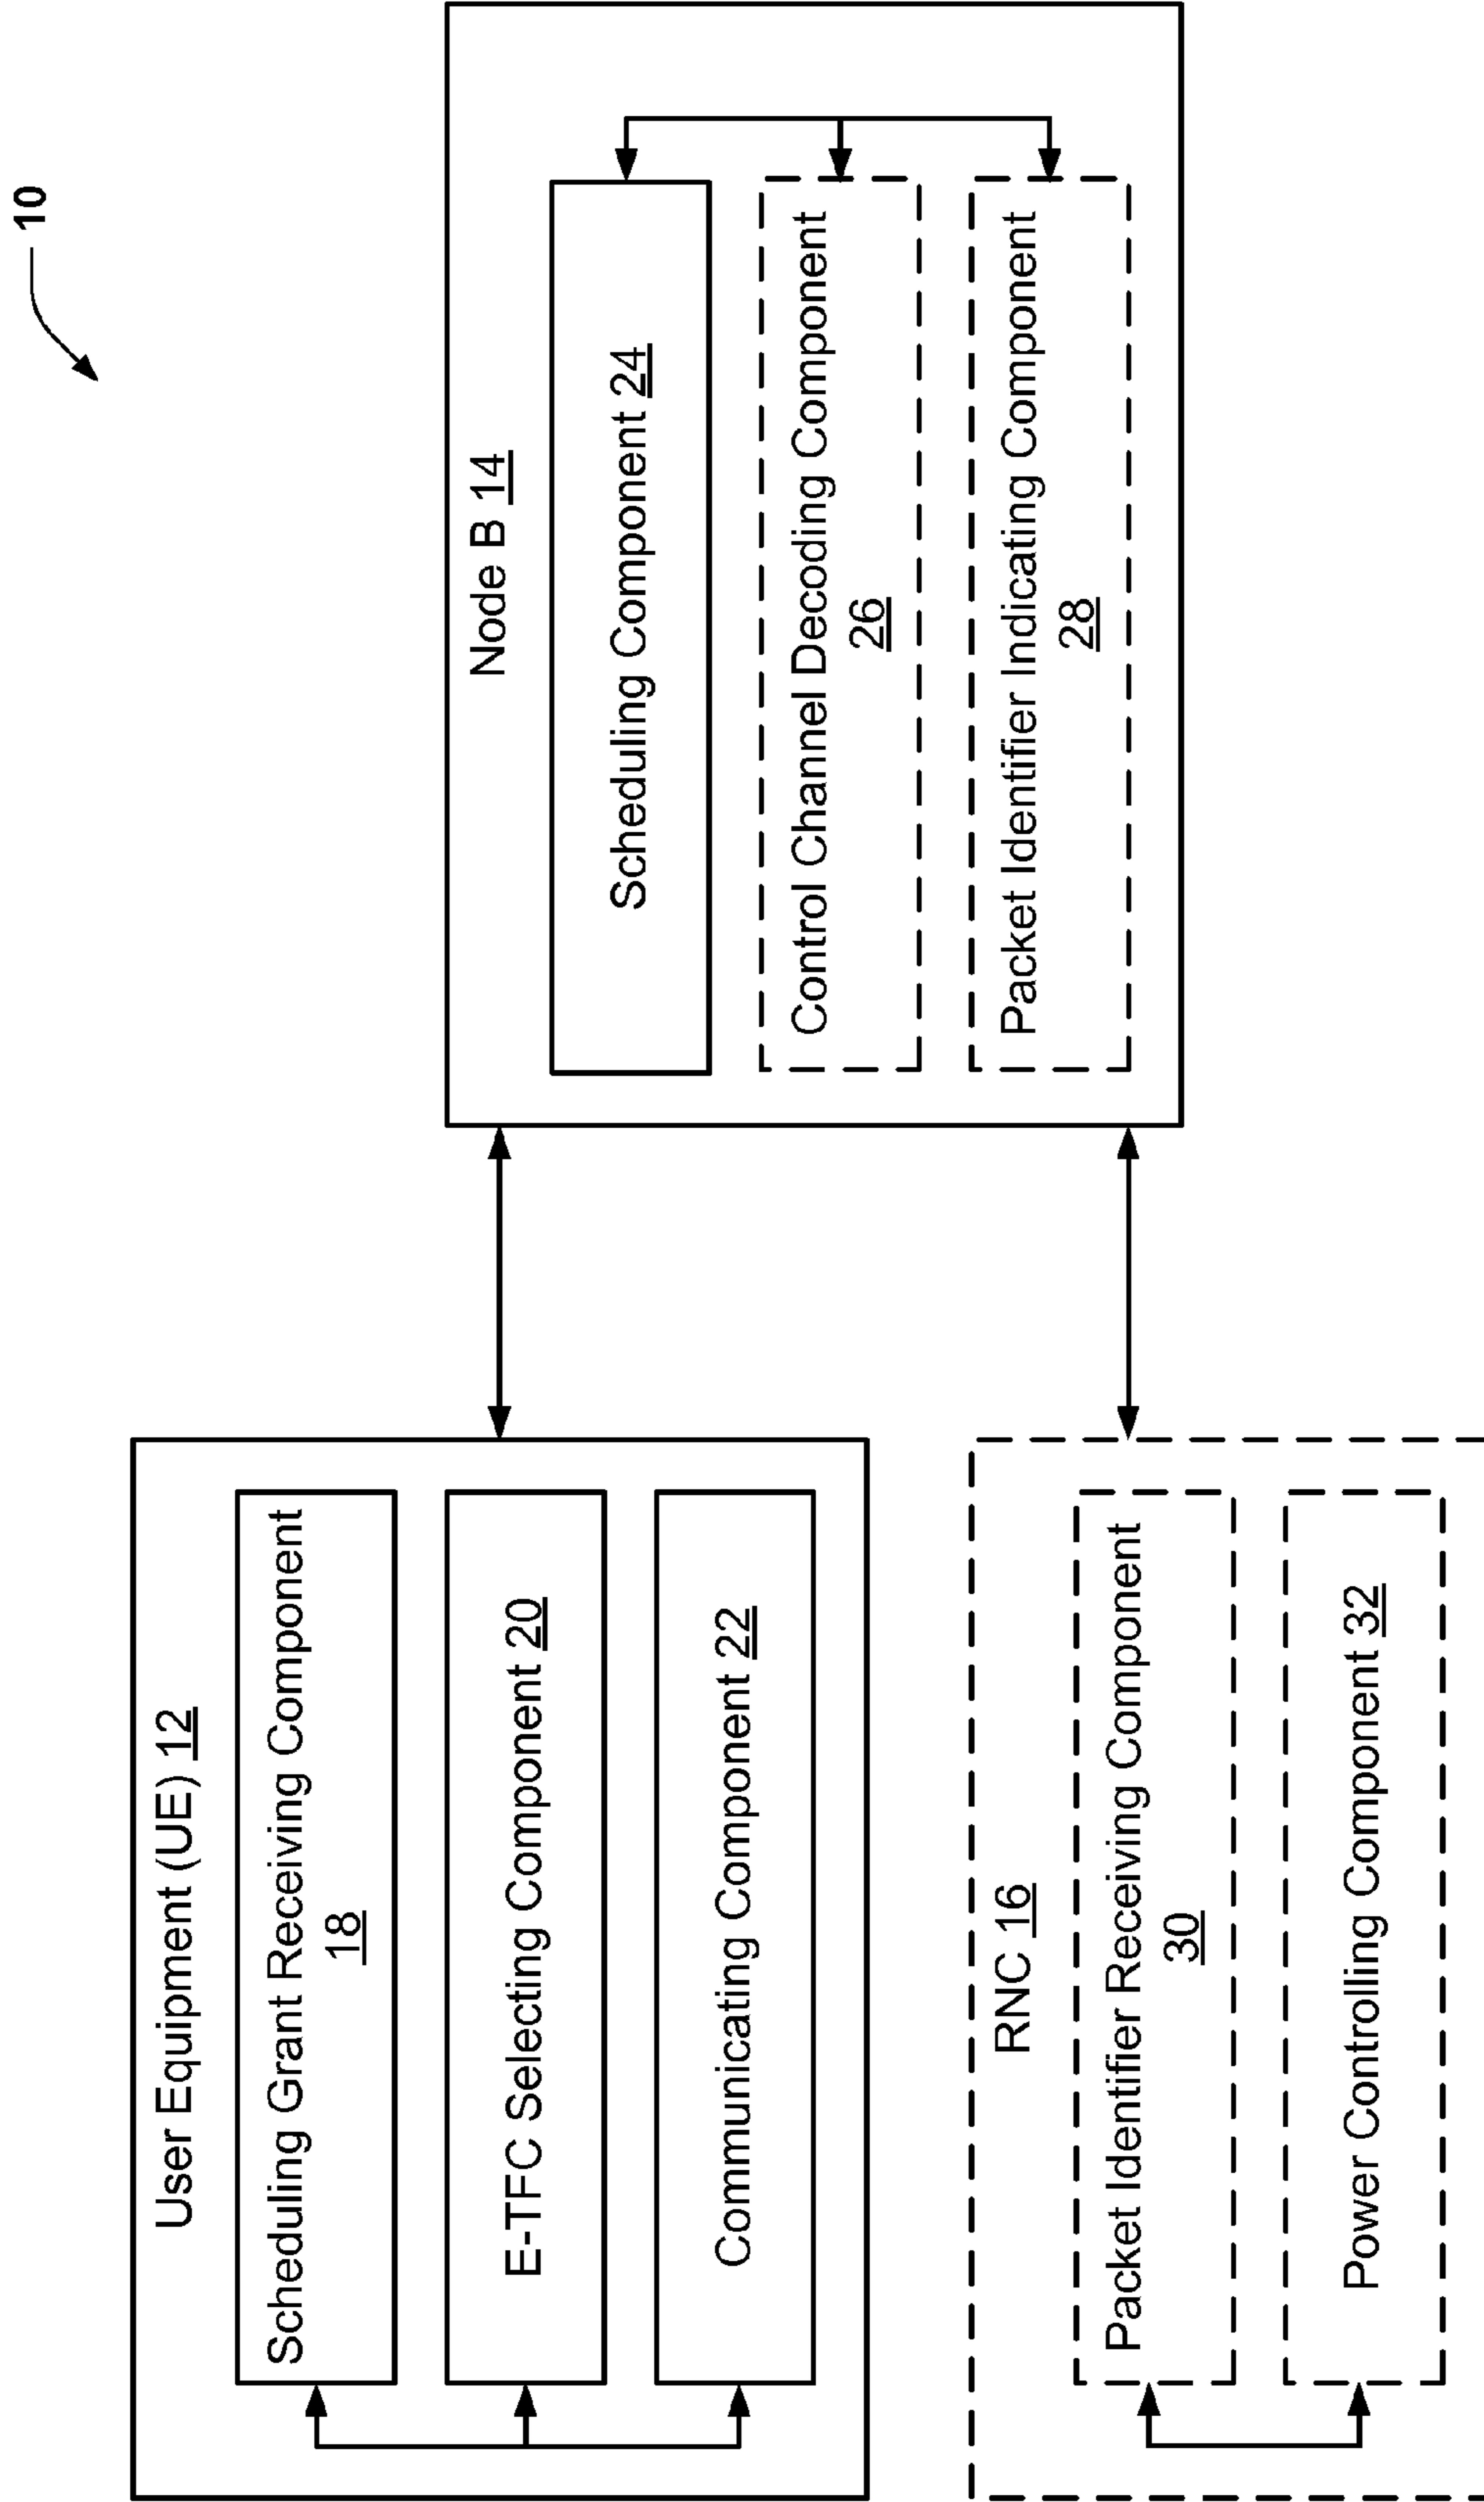 10
User Equipment (UE) 12
Scheduling Grant Receiving Component
18
E-TFC Selecting Component 20
Communicating Component 22
Node B 14
Scheduling Component 24
Control Channel Decoding Component
26
Packet Identifier Indicating Component
28
RNC 16
Packet Identifier Receiving Component
30
Power Controlling Component 32